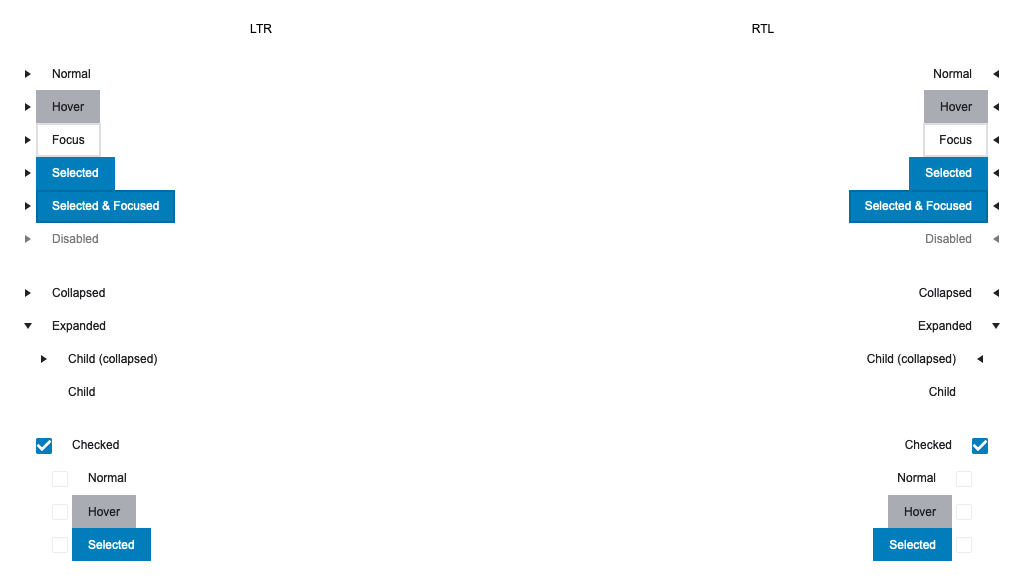 LTR
Normal
Hover
Focus
Selected
Selected & Focused
Disabled
Collapsed
Expanded
Child (collapsed)
Child
Checked
Normal
Hover
Selected
RTL
Normal
Hover
Focus
Selected
Selected & Focused
Disabled
Collapsed
Expanded
Child (collapsed)
Child
Checked
Normal
Hover
Selected